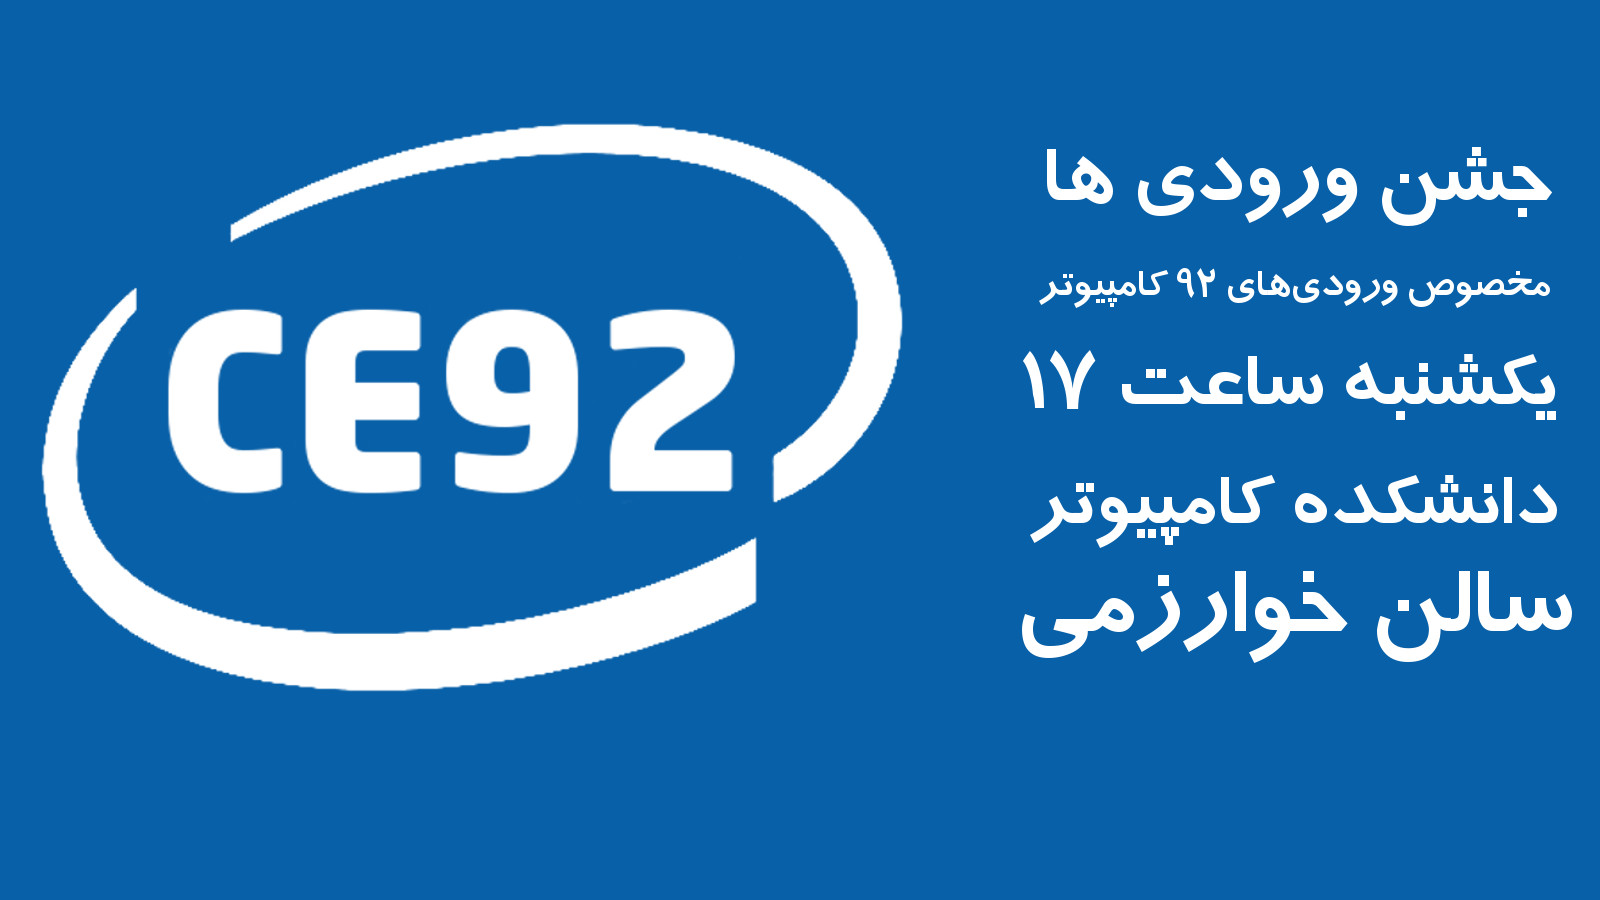 جشن ورودی ها
مخصوص ورودی‌های ۹۲ کامپیوتر
یکشنبه ساعت ۱۷
دانشکده کامپیوتر
سالن خوارزمی
CE92